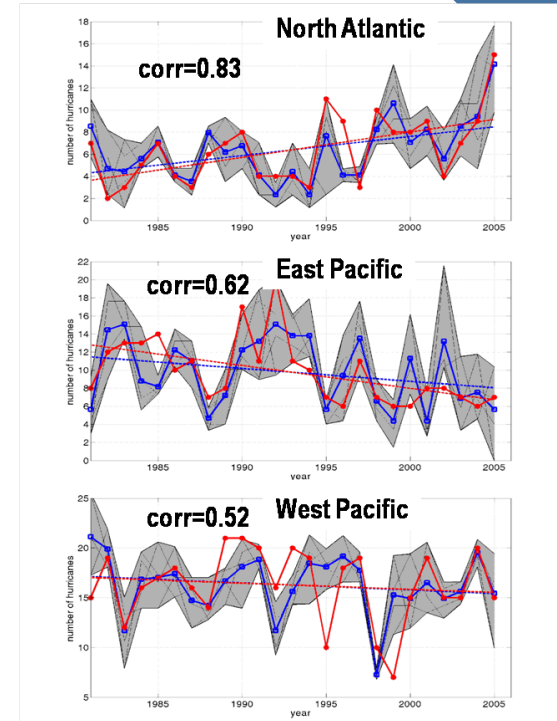 North Atlantic
corr=0.83
number of hurricanes
18
16
14
12
10
8
6
4
2
0
1985 1990 1995 2000 2005
year
East Pacific
corr=0.62
number of hurricanes
22
20
18
16
14
12
10
8
6
4
2
0
1985 1990 1995 2000 2005
year
West Pacific
corr=0.52
number of hurricanes
25
20
15
10
5
1985 1990 1995 2000 2005
year